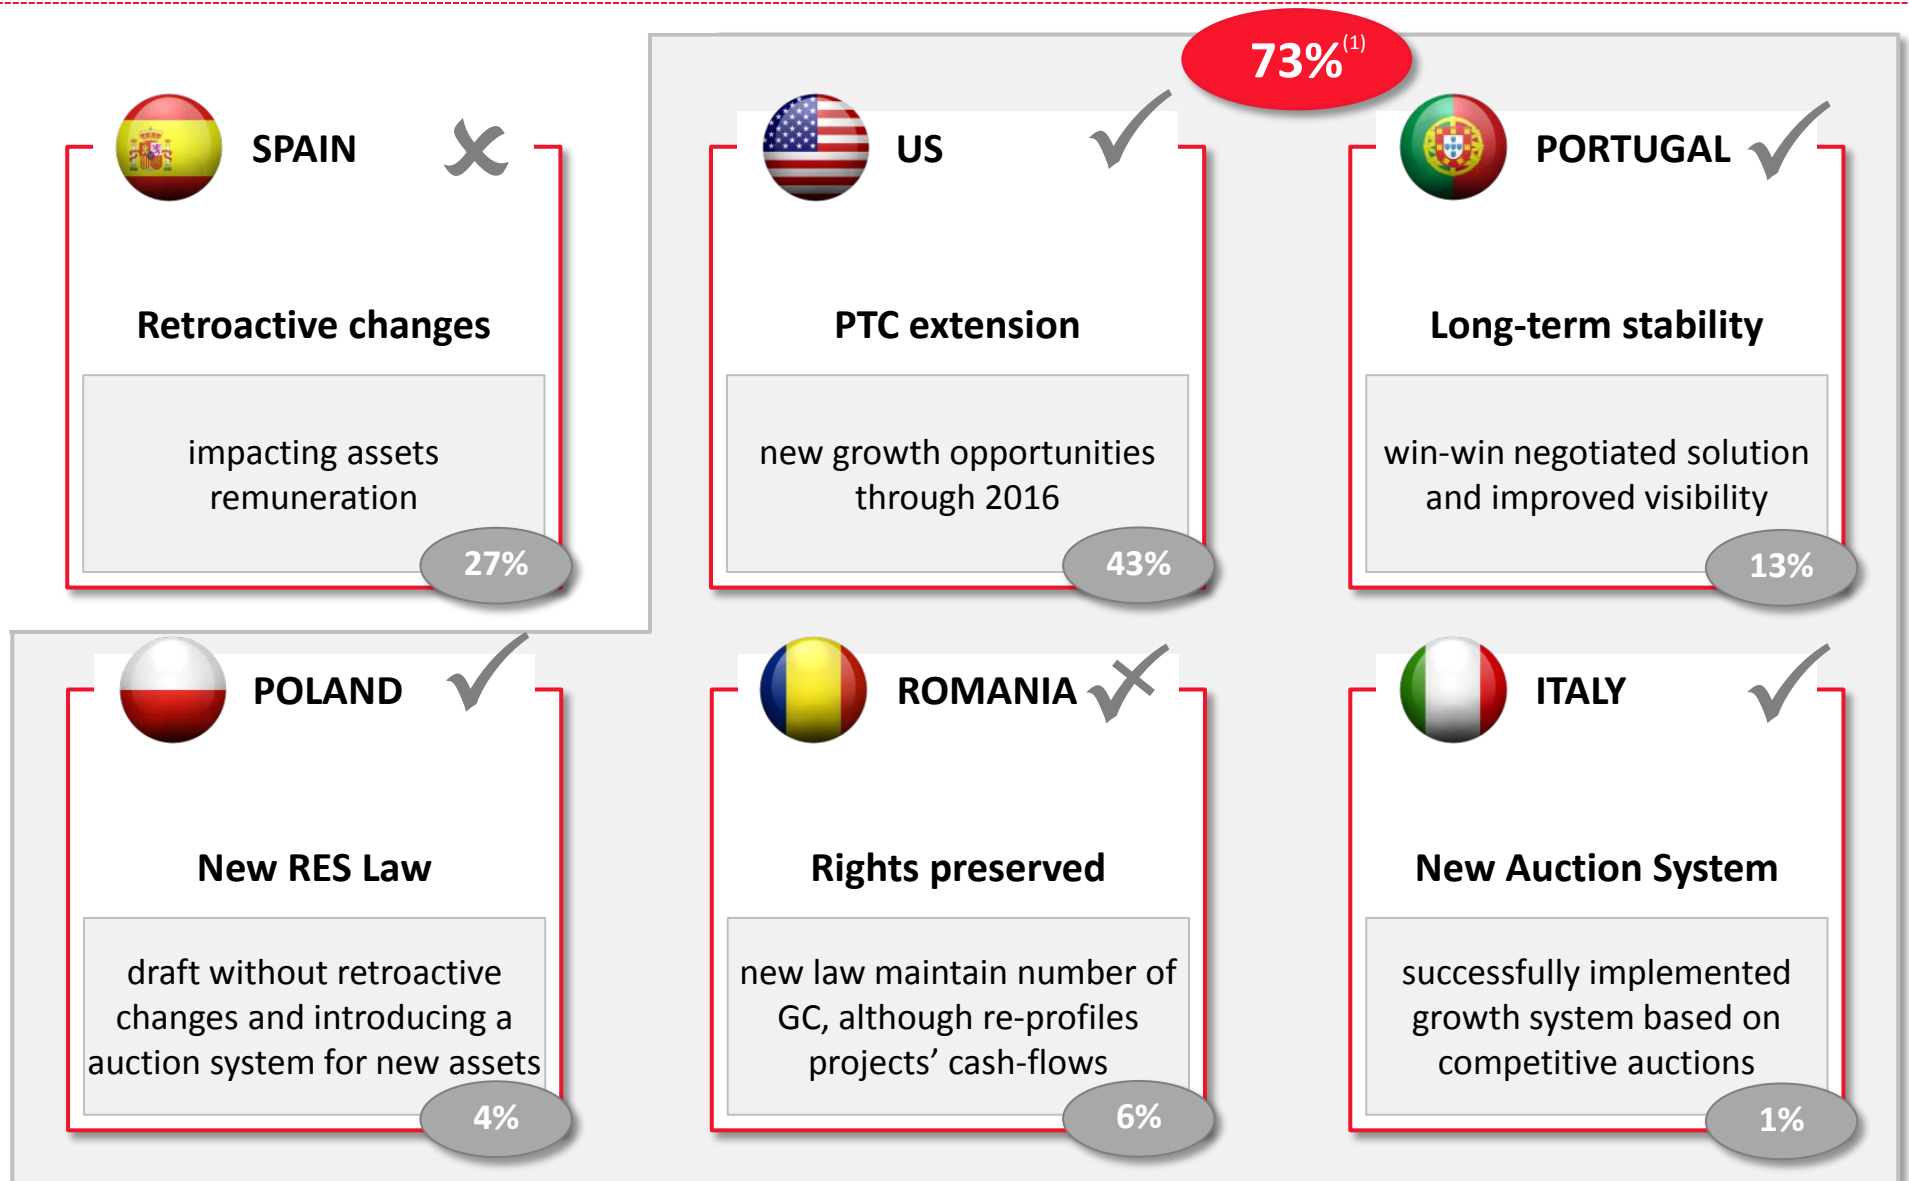 73%(1)
SPAIN
Retroactive changes
impacting assets
remuneration
27%
US
PTC extension
new growth opportunities
through 2016
43%
PORTUGAL
Long-term stability
win-win negotiated solution
and improved visibility
13%
POLAND
New RES Law
draft without retroactive
changes and introducing a
auction system for new assets
4%
ROMANIA
Rights preserved
new law maintain number of
GC, although re-profiles
projects’ cash-flows
6%
ITALY
New Auction System
successfully implemented
growth system based on
competitive auctions
1%